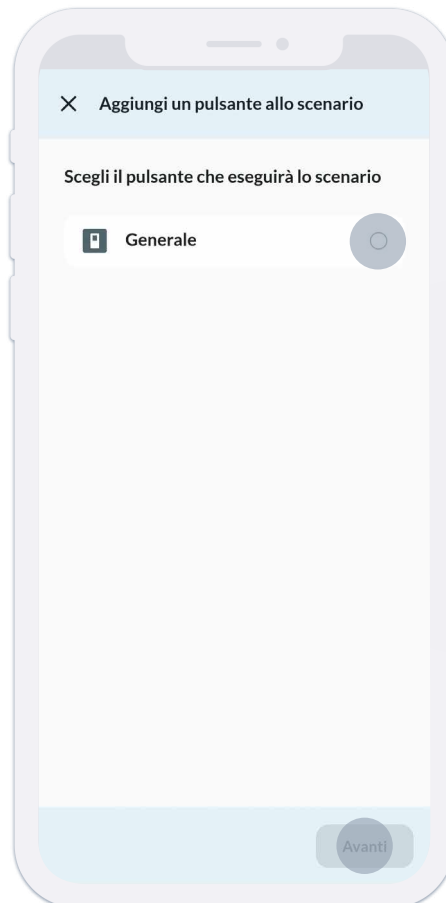 Aggiungi un pulsante allo scenario
Scegli il pulsante che eseguirà lo scenario
Generale
Avanti